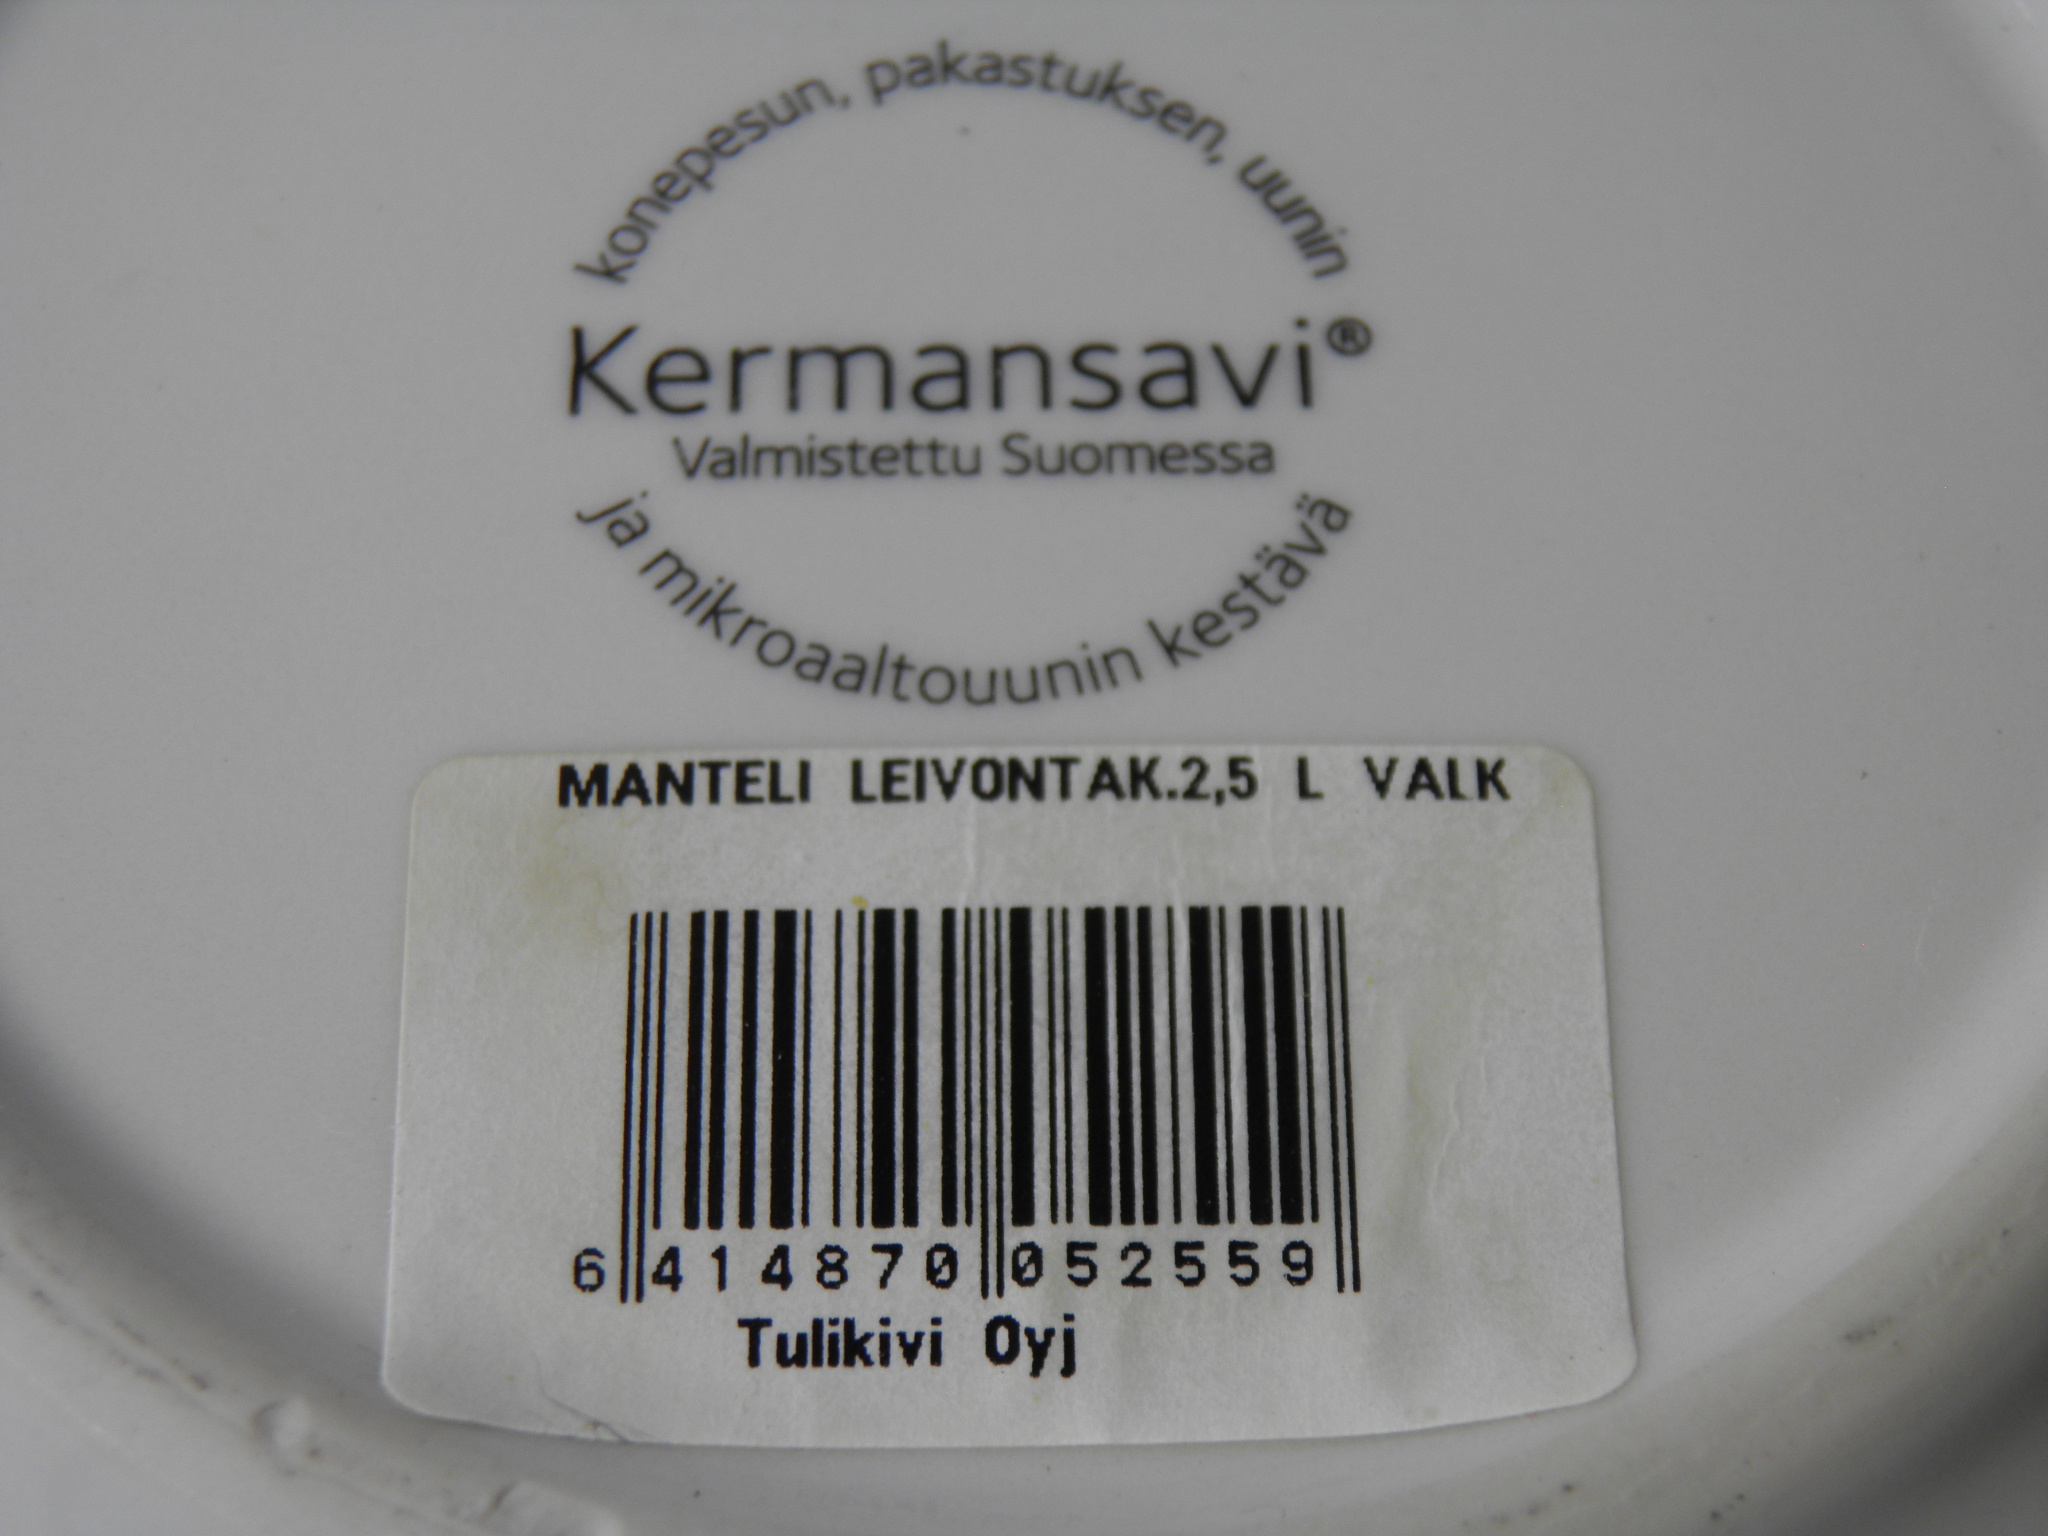 konepesun, pakastuksen, uunin
Kermansavi®
Valmistettu Suomessa
ja mikroaaltouunin kestävä
MANTELI LEIVONTAK.2,5 L VALK
6 414870 052559
Tulikivi Oyj